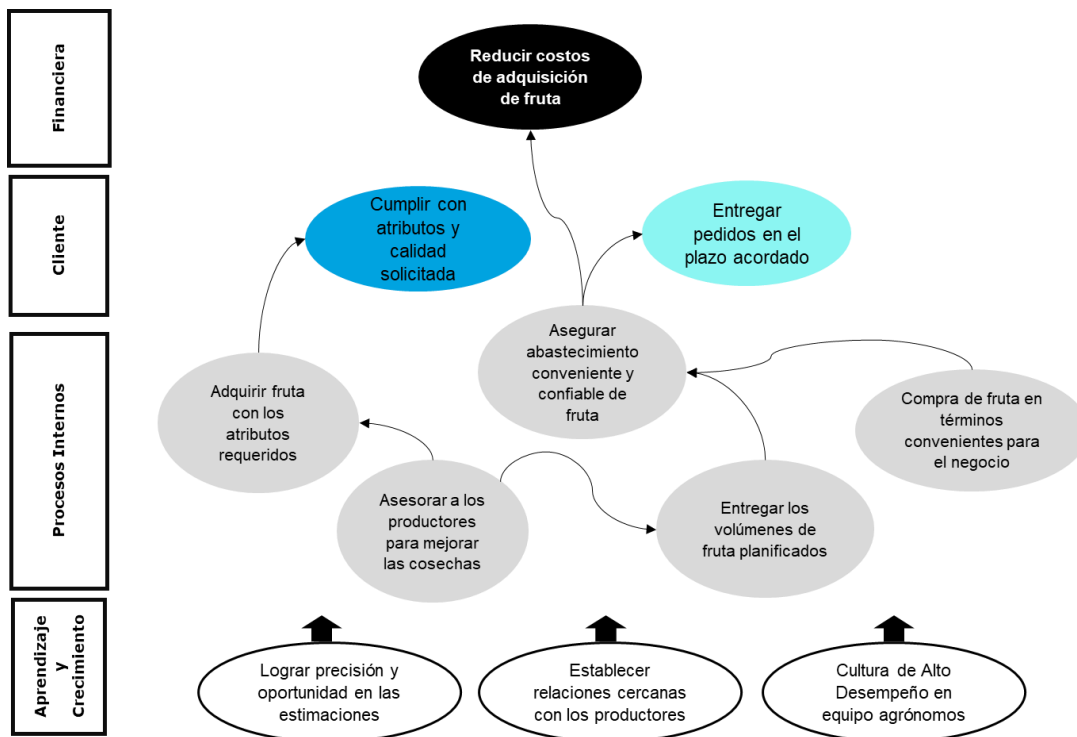 Financiera
Reducir costos
de adquisición
de fruta
Cliente
Cumplir con
atributos y
calidad
solicitada
Entregar
pedidos en el
plazo acordado
Procesos Internos
Adquirir fruta
con los
atributos
requeridos
Asegurar
abastecimiento
conveniente y
confiable de
fruta
Compra de fruta en
términos
convenientes para
el negocio
Asesorar a los
productores
para mejorar
las cosechas
Entregar los
volúmenes de
fruta planificados
Aprendizaje
y
Crecimiento
Lograr precisión y
oportunidad en las
estimaciones
Establecer
relaciones cercanas
con los productores
Cultura de Alto
Desempeño en
equipo agrónomos